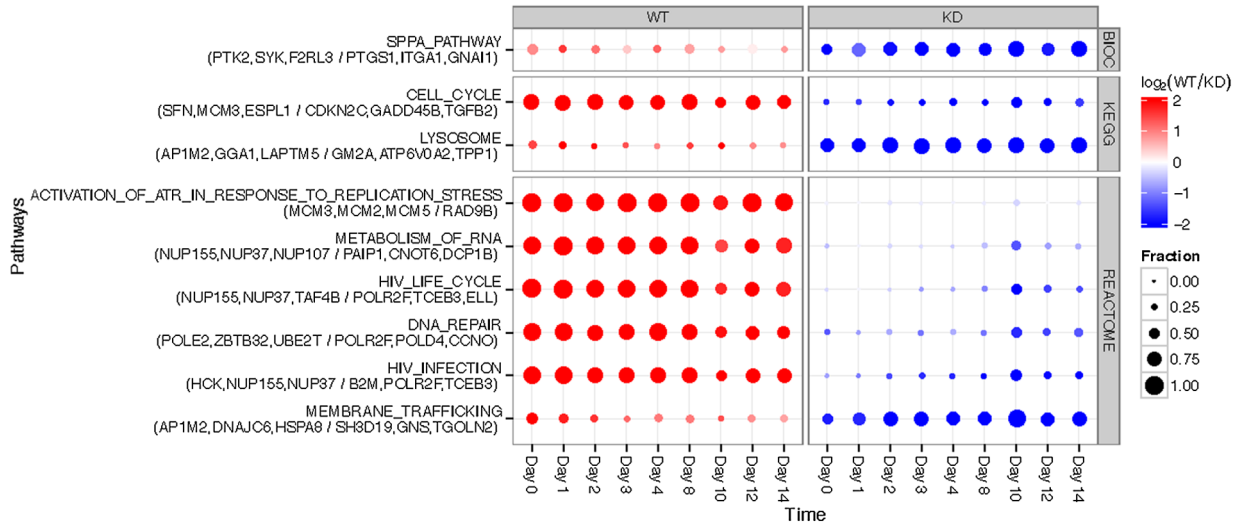 WT
KD
SPPA_PATHWAY
(PTK2,SYK,F2RL3 / PTGS1,ITGA1,GNAI1)
BIOC
CELL_CYCLE
(SFN,MCM3,ESPL1 / CDKN2C,GADD45B,TGFB2)
LYSOSOME
(AP1M2,GGA1,LAPTM5 / GM2A,ATP6V0A2,TPP1)
KEGG
ACTIVATION_OF_ATR_IN_RESPONSE_TO_REPLICATION_STRESS
(MCM3,MCM2,MCM5 / RAD9B)
METABOLISM_OF_RNA
(NUP155,NUP37,NUP107 / PAIP1,CNOT6,DCP1B)
HIV_LIFE_CYCLE
(NUP155,NUP37,TAF4B / POLR2F,TCEB3,ELL)
DNA_REPAIR
(POLE2,ZBTB32,UBE2T / POLR2F,POLD4,CCNO)
HIV_INFECTION
(HCK,NUP155,NUP37 / B2M,POLR2F,TCEB3)
MEMBRANE_TRAFFICKING
(AP1M2,DNAJC6,HSPA8 / SH3D19,GNS,TGOLN2)
REACTOME
Pathways
Day 0
Day 1
Day 2
Day 3
Day 4
Day 8
Day 10
Day 12
Day 14
Day 0
Day 1
Day 2
Day 3
Day 4
Day 8
Day 10
Day 12
Day 14
Time
log2(WT/KD)
2
1
0
−1
−2
Fraction
0.00
0.25
0.50
0.75
1.00